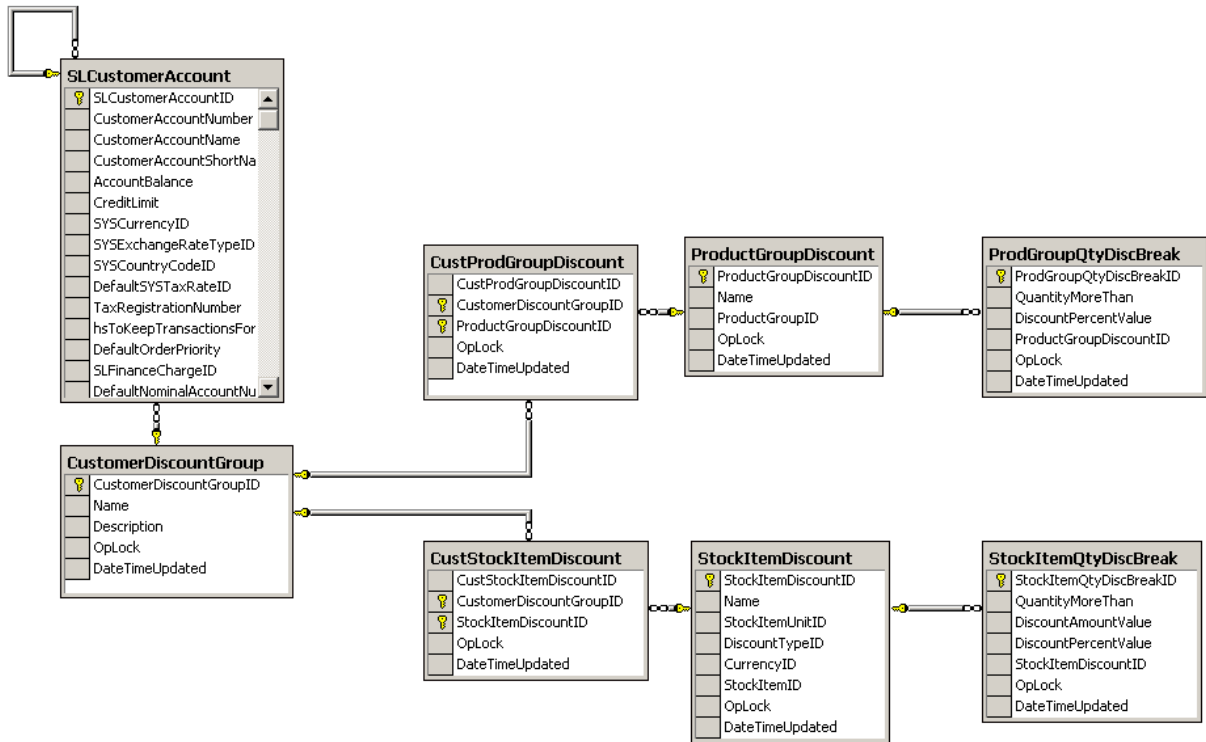 SLCustomerAccount
SLCustomerAccountID
CustomerAccountNumber
CustomerAccountName
CustomerAccountShortNa
AccountBalance
CreditLimit
SYSCurrencyID
SYSExchangeRateTypeID
SYSCountryCodeID
DefaultSYSTaxRateID
TaxRegistrationNumber
hsToKeepTransactionsFor
DefaultOrderPriority
SLFinanceChargeID
DefaultNominalAccountNu
CustomerDiscountGroup
CustomerDiscountGroupID
Name
Description
OpLock
DateTimeUpdated
CustProdGroupDiscount
CustProdGroupDiscountID
CustomerDiscountGroupID
ProductGroupDiscountID
OpLock
DateTimeUpdated
ProductGroupDiscount
ProductGroupDiscountID
Name
ProductGroupID
OpLock
DateTimeUpdated
ProdGroupQtyDiscBreak
ProdGroupQtyDiscBreakID
QuantityMoreThan
DiscountPercentValue
ProductGroupDiscountID
OpLock
DateTimeUpdated
CustStockItemDiscount
CustStockItemDiscountID
CustomerDiscountGroupID
StockItemDiscountID
OpLock
DateTimeUpdated
StockItemDiscount
StockItemDiscountID
Name
StockItemUnitID
DiscountTypeID
CurrencyID
StockItemID
OpLock
DateTimeUpdated
StockItemQtyDiscBreak
StockItemQtyDiscBreakID
QuantityMoreThan
DiscountAmountValue
DiscountPercentValue
StockItemDiscountID
OpLock
DateTimeUpdated